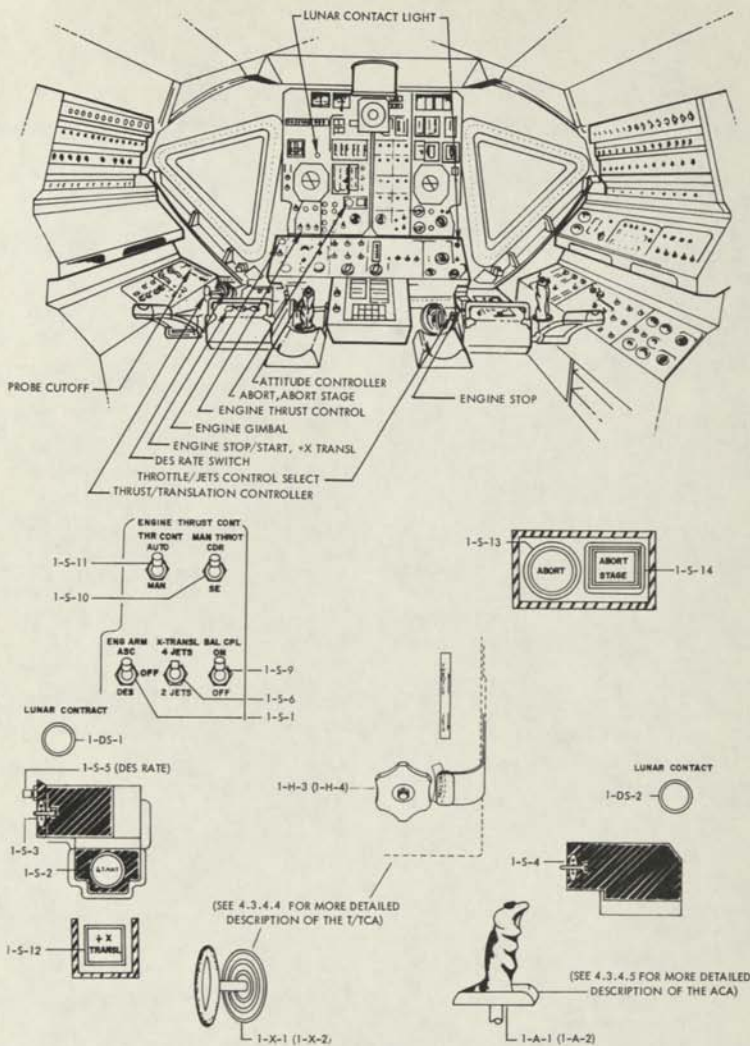 LUNAR CONTACT LIGHT
PROBE CUTOFF
ATTITUDE CONTROLLER
ABORT, ABORT STAGE
ENGINE THRUST CONTROL
ENGINE GIMBAL
ENGINE STOP/START, +X TRANSL
DES RATE SWITCH
THROTTLE/JETS CONTROL SELECT
THRUST/TRANSLATION CONTROLLER
ENGINE STOP
ENGINE THRUST CONT
THR CONT MAN THROT
AUTO CDR
1-S-11
MAN SE
1-S-10
ENG ARM X-TRANSL BAL CPL
ASC 4 JETS ON
OFF
DES 2 JETS OFF
1-S-9
1-S-6
1-S-1
1-S-13
ABORT
ABORT
STAGE
1-S-14
LUNAR CONTRACT
1-DS-1
1-S-5 (DES RATE)
1-S-3
1-S-2
START
1-S-12
+X
TRANSL
1-H-3 (1-H-4)
LUNAR CONTACT
1-DS-2
1-S-4
(SEE 4.3.4.4 FOR MORE DETAILED
DESCRIPTION OF THE T/TCA)
1-X-1 (1-X-2)
(SEE 4.3.4.5 FOR MORE DETAILED
DESCRIPTION OF THE ACA)
1-A-1 (1-A-2)